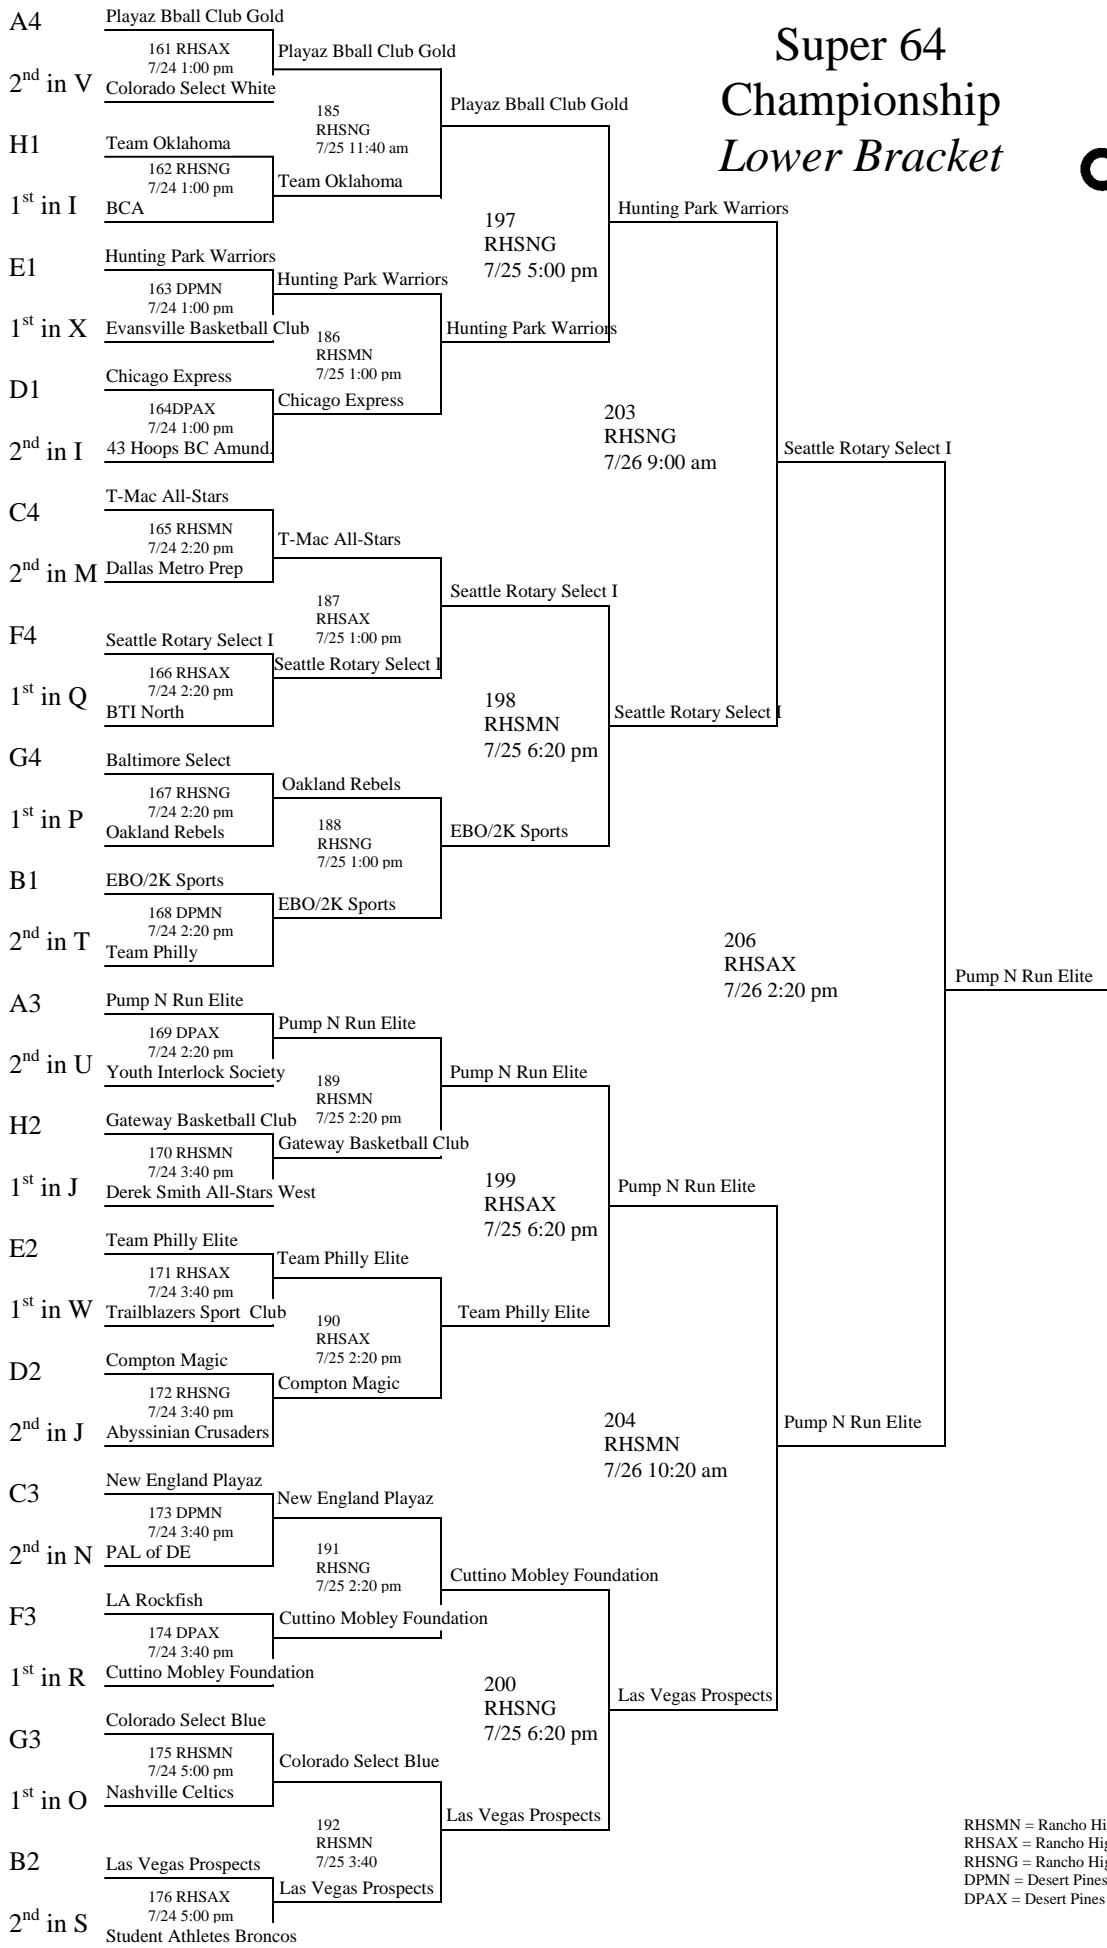 Super 64
Championship
Lower Bracket
A4
Playaz Bball Club Gold
161 RHSAX
7/24 1:00 pm
2nd in V
Colorado Select White
Playaz Bball Club Gold
185
RHSNG
7/25 11:40 am
Playaz Bball Club Gold
H1
Team Oklahoma
162 RHSNG
7/24 1:00 pm
1st in I
BCA
Team Oklahoma
197
RHSNG
7/25 5:00 pm
Hunting Park Warriors
E1
Hunting Park Warriors
163 DPMN
7/24 1:00 pm
1st in X
Evansville Basketball Club
Hunting Park Warriors
186
RHSMN
7/25 1:00 pm
Hunting Park Warriors
D1
Chicago Express
164DPAX
7/24 1:00 pm
2nd in I
43 Hoops BC Amund.
Chicago Express
203
RHSNG
7/26 9:00 am
Seattle Rotary Select I
C4
T-Mac All-Stars
165 RHSMN
7/24 2:20 pm
2nd in M
Dallas Metro Prep
T-Mac All-Stars
187
RHSAX
7/25 1:00 pm
Seattle Rotary Select I
F4
Seattle Rotary Select I
166 RHSAX
7/24 2:20 pm
1st in Q
BTI North
Seattle Rotary Select I
198
RHSMN
7/25 6:20 pm
Seattle Rotary Select I
G4
Baltimore Select
167 RHSNG
7/24 2:20 pm
1st in P
Oakland Rebels
Oakland Rebels
188
RHSNG
7/25 1:00 pm
EBO/2K Sports
B1
EBO/2K Sports
168 DPMN
7/24 2:20 pm
2nd in T
Team Philly
EBO/2K Sports
206
RHSAX
7/26 2:20 pm
Pump N Run Elite
A3
Pump N Run Elite
169 DPAX
7/24 2:20 pm
2nd in U
Youth Interlock Society
Pump N Run Elite
189
RHSMN
7/25 2:20 pm
Pump N Run Elite
H2
Gateway Basketball Club
170 RHSMN
7/24 3:40 pm
1st in J
Derek Smith All-Stars West
Gateway Basketball Club
199
RHSAX
7/25 6:20 pm
Pump N Run Elite
E2
Team Philly Elite
171 RHSAX
7/24 3:40 pm
1st in W
Trailblazers Sport Club
Team Philly Elite
190
RHSAX
7/25 2:20 pm
Team Philly Elite
D2
Compton Magic
172 RHSNG
7/24 3:40 pm
2nd in J
Abyssinian Crusaders
Compton Magic
204
RHSMN
7/26 10:20 am
Pump N Run Elite
C3
New England Playaz
173 DPMN
7/24 3:40 pm
2nd in N
PAL of DE
New England Playaz
191
RHSNG
7/25 2:20 pm
Cuttino Mobley Foundation
F3
LA Rockfish
174 DPAX
7/24 3:40 pm
1st in R
Cuttino Mobley Foundation
Cuttino Mobley Foundation
200
RHSNG
7/25 6:20 pm
Las Vegas Prospects
G3
Colorado Select Blue
175 RHSMN
7/24 5:00 pm
1st in O
Nashville Celtics
Colorado Select Blue
192
RHSMN
7/25 3:40
Las Vegas Prospects
B2
Las Vegas Prospects
176 RHSAX
7/24 5:00 pm
2nd in S
Student Athletes Broncos
Las Vegas Prospects
RHSMN = Rancho Hi
RHSAX = Rancho Hig
RHSNG = Rancho Hig
DPMN = Desert Pines
DPAX = Desert Pines